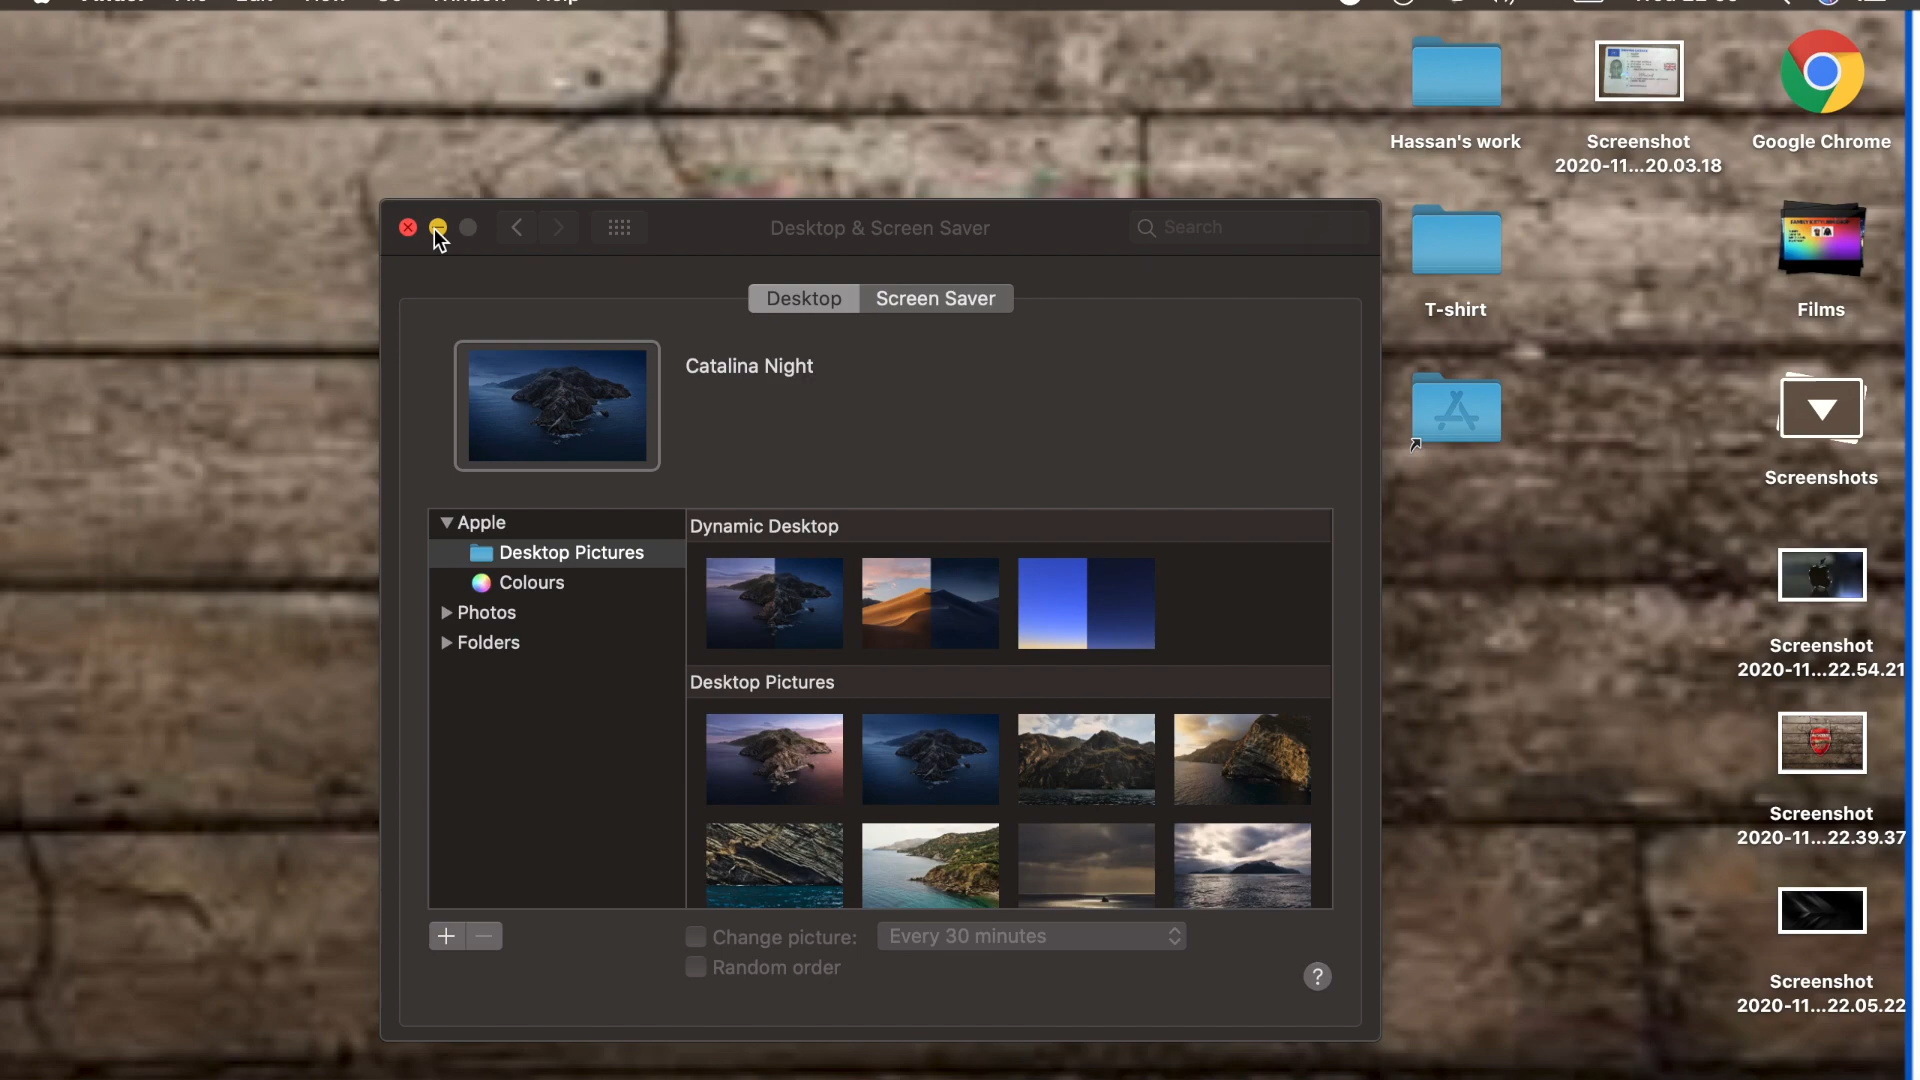 Hassan's work
Screenshot
2020-11...20.03.18
Google Chrome
Desktop & Screen Saver
Search
Desktop
Screen Saver
T-shirt
Films
Catalina Night
Screenshots
Apple
Desktop Pictures
Colours
Photos
Folders
Dynamic Desktop
Desktop Pictures
Screenshot
2020-11...22.54.21
Screenshot
2020-11...22.39.37
Change picture:
Every 30 minutes
Random order
?
Screenshot
2020-11...22.05.22